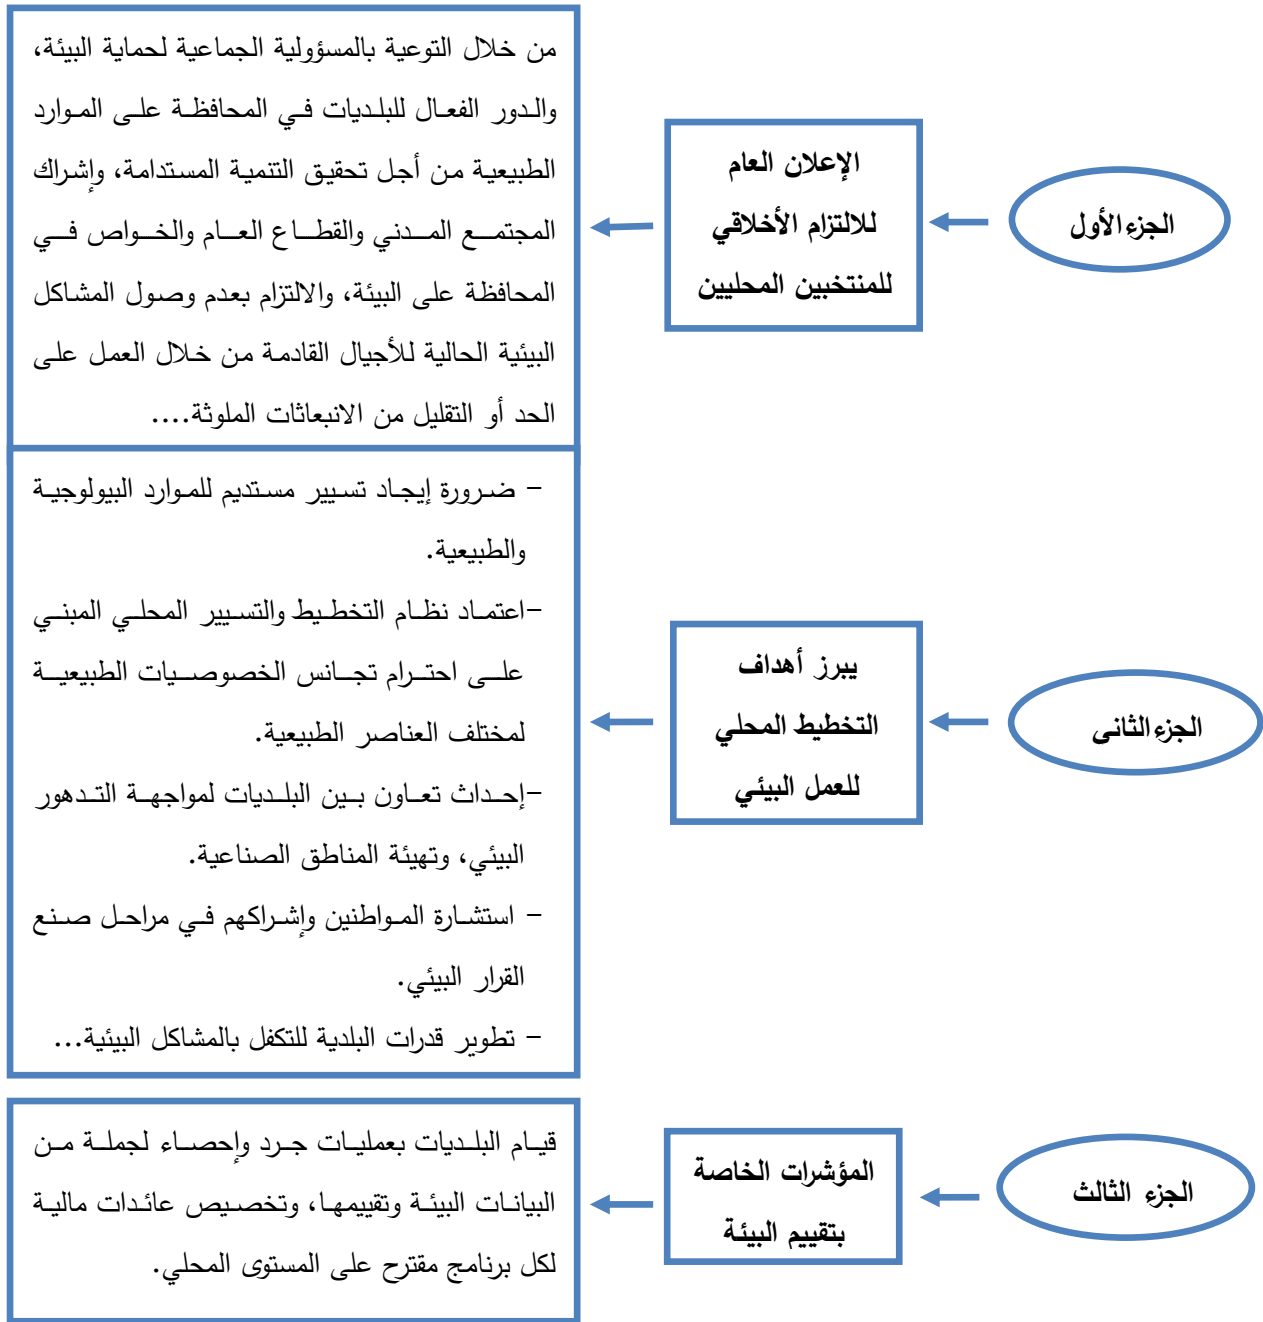 الجزء الأول
الإعلان العام
للالتزام الأخلاقي
للمنتخبين المحليين
من خلال التوعية بالمسؤولية الجماعية لحماية البيئة،
والدور الفعال للبلديات في المحافظة على الموارد
الطبيعية من أجل تحقيق التنمية المستدامة، وإشراك
المجتمع المدني والقطاع العام والخواص في
المحافظة على البيئة، والالتزام بعدم وصول المشاكل
البيئية الحالية للأجيال القادمة من خلال العمل على
الحد أو التقليل من الانبعاثات الملوثة....
الجزء الثانى
يبرز أهداف
التخطيط المحلي
للعمل البيئي
- ضرورة إيجاد تسيير مستديم للموارد البيولوجية
والطبيعية.
-اعتماد نظام التخطيط والتسيير المحلي المبني
على احترام تجانس الخصوصيات الطبيعية
لمختلف العناصر الطبيعية.
-إحداث تعاون بين البلديات لمواجهة التدهور
البيئي، وتهيئة المناطق الصناعية.
- استشارة المواطنين وإشراكهم في مراحل صنع
القرار البيئي.
- تطوير قدرات البلدية للتكفل بالمشاكل البيئية...
الجزء الثالث
المؤشرات الخاصة
بتقييم البيئة
قيام البلديات بعمليات جرد وإحصاء لجملة من
البيانات البيئة وتقييمها، وتخصيص عائدات مالية
لكل برنامج مقترح على المستوى المحلي.